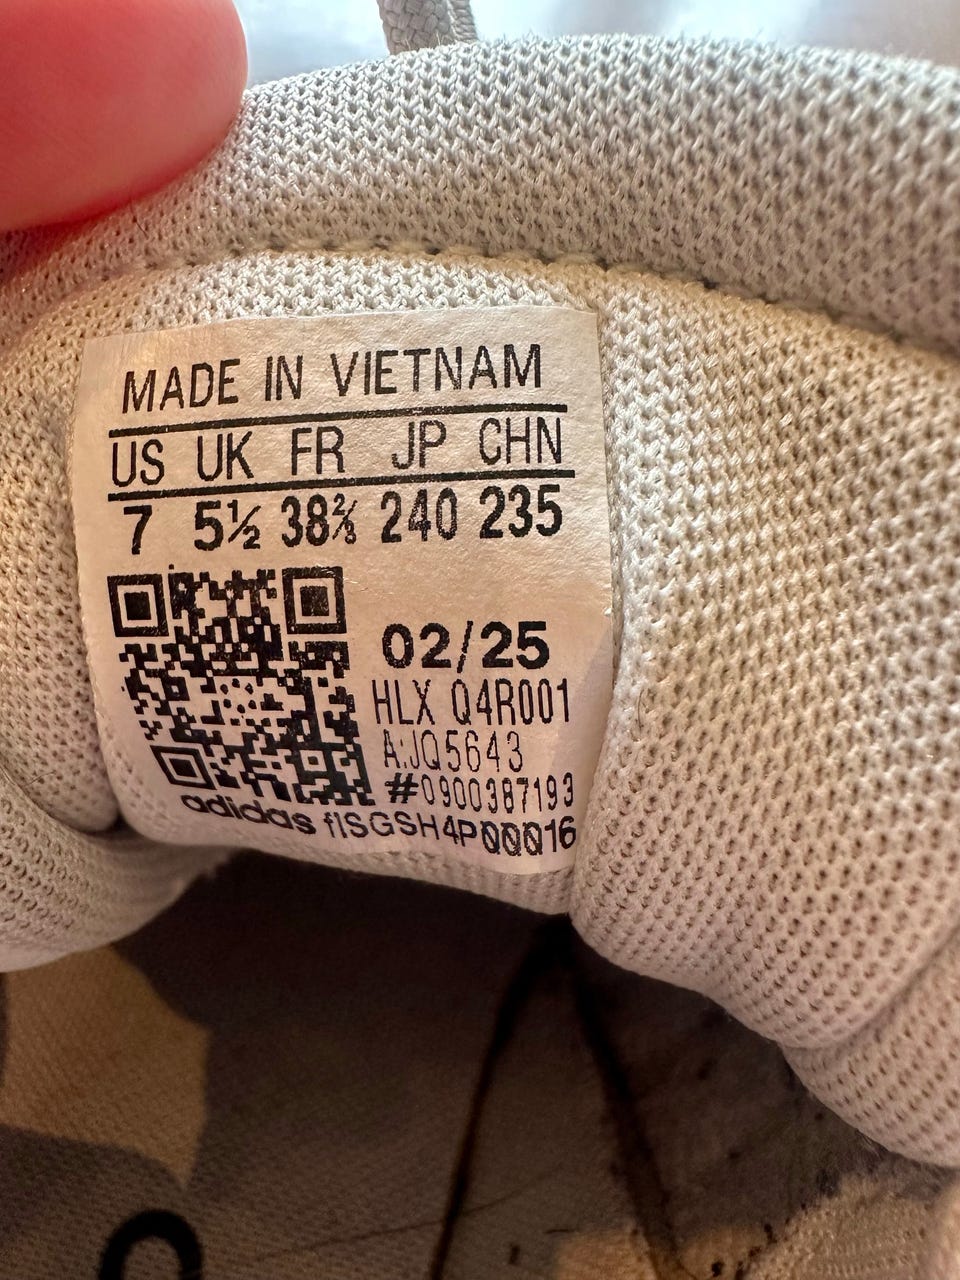 MADE IN VIETNAM
US UK FR JP CHN
7 5½ 38⅔ 240 235
02/25
HLX Q4R001
A:JQ5643
#0900387193
adidas fISGSH4P00016